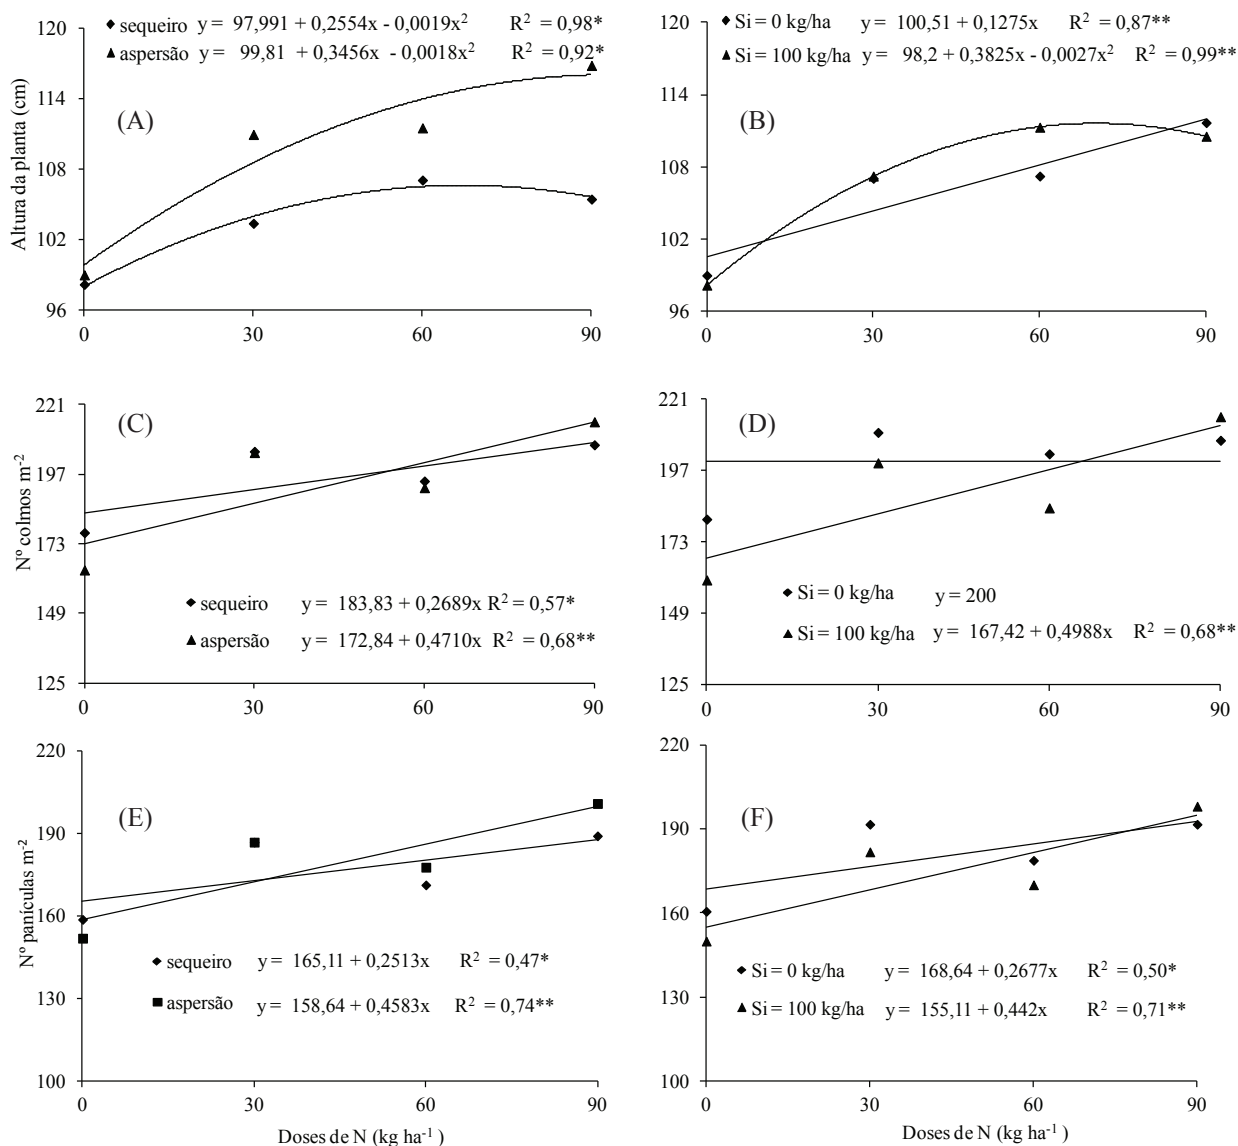 120
114
108
102
96
Altura da planta (cm)
(A)
sequeiro y = 97,991 + 0,2554x - 0,0019x² R² = 0,98*
aspersão y = 99,81 + 0,3456x - 0,0018x² R² = 0,92*
0 30 60 90
120
114
108
102
96
(B)
Si = 0 kg/ha y = 100,51 + 0,1275x R² = 0,87**
Si = 100 kg/ha y = 98,2 + 0,3825x - 0,0027x² R² = 0,99**
0 30 60 90
221
197
173
149
125
Nº colmos m⁻²
(C)
sequeiro y = 183,83 + 0,2689x R² = 0,57*
aspersão y = 172,84 + 0,4710x R² = 0,68**
0 30 60 90
221
197
173
149
125
(D)
Si = 0 kg/ha y = 200
Si = 100 kg/ha y = 167,42 + 0,4988x R² = 0,68**
0 30 60 90
220
190
160
130
100
Nº panículas m⁻²
(E)
sequeiro y = 165,11 + 0,2513x R² = 0,47*
aspersão y = 158,64 + 0,4583x R² = 0,74**
0 30 60 90
Doses de N (kg ha⁻¹)
220
190
160
130
100
(F)
Si = 0 kg/ha y = 168,64 + 0,2677x R² = 0,50*
Si = 100 kg/ha y = 155,11 + 0,442x R² = 0,71**
0 30 60 90
Doses de N (kg ha⁻¹)